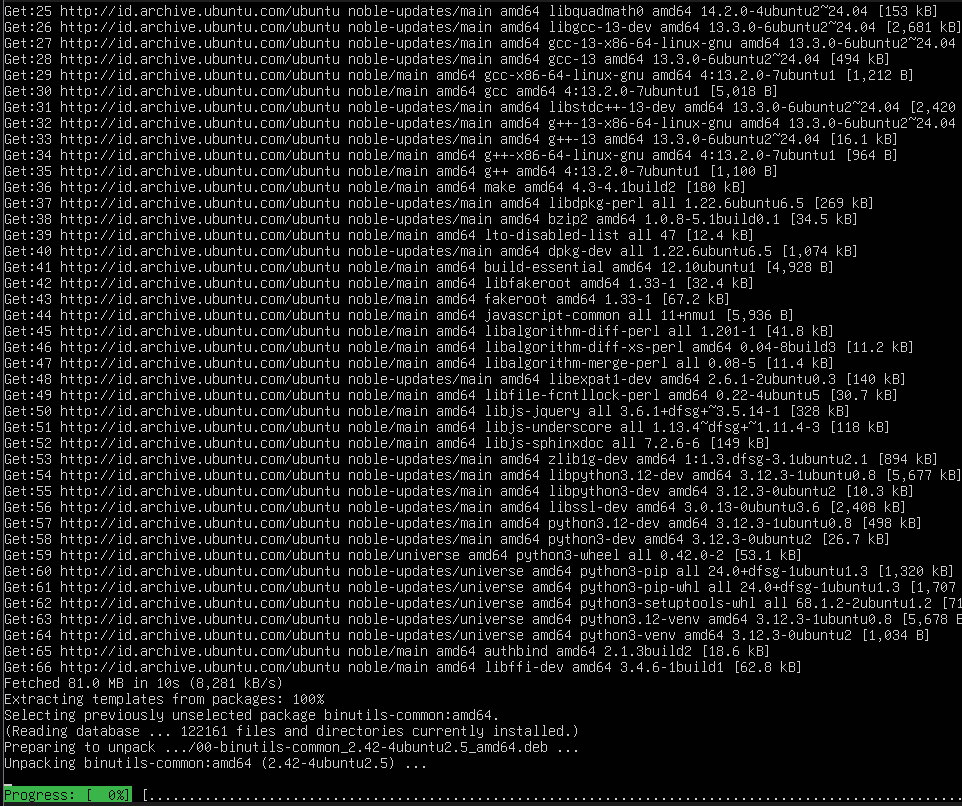 Get:25 http://id.archive.ubuntu.com/ubuntu noble-updates/main amd64 libquadmath0 amd64 14.2.0-4ubuntu2~24.04 [153 kB]
Get:26 http://id.archive.ubuntu.com/ubuntu noble-updates/main amd64 libgcc-13-dev amd64 13.3.0-6ubuntu2~24.04 [2,681 kB]
Get:27 http://id.archive.ubuntu.com/ubuntu noble-updates/main amd64 gcc-13-x86-64-linux-gnu amd64 13.3.0-6ubuntu2~24.04
Get:28 http://id.archive.ubuntu.com/ubuntu noble-updates/main amd64 gcc-13 amd64 13.3.0-6ubuntu2~24.04 [494 kB]
Get:29 http://id.archive.ubuntu.com/ubuntu noble/main amd64 gcc-x86-64-linux-gnu amd64 4:13.2.0-7ubuntu1 [1,212 B]
Get:30 http://id.archive.ubuntu.com/ubuntu noble/main amd64 gcc amd64 4:13.2.0-7ubuntu1 [5,018 B]
Get:31 http://id.archive.ubuntu.com/ubuntu noble-updates/main amd64 libstdc++-13-dev amd64 13.3.0-6ubuntu2~24.04 [2,420
Get:32 http://id.archive.ubuntu.com/ubuntu noble-updates/main amd64 g++-13-x86-64-linux-gnu amd64 13.3.0-6ubuntu2~24.04
Get:33 http://id.archive.ubuntu.com/ubuntu noble-updates/main amd64 g++-13 amd64 13.3.0-6ubuntu2~24.04 [16.1 kB]
Get:34 http://id.archive.ubuntu.com/ubuntu noble/main amd64 g++-x86-64-linux-gnu amd64 4:13.2.0-7ubuntu1 [964 B]
Get:35 http://id.archive.ubuntu.com/ubuntu noble/main amd64 g++ amd64 4:13.2.0-7ubuntu1 [1,100 B]
Get:36 http://id.archive.ubuntu.com/ubuntu noble/main amd64 make amd64 4.3-4.1build2 [180 kB]
Get:37 http://id.archive.ubuntu.com/ubuntu noble-updates/main amd64 libdpkg-perl all 1.22.6ubuntu6.5 [269 kB]
Get:38 http://id.archive.ubuntu.com/ubuntu noble-updates/main amd64 bzip2 amd64 1.0.8-5.1build0.1 [34.5 kB]
Get:39 http://id.archive.ubuntu.com/ubuntu noble/main amd64 lto-disabled-list all 47 [12.4 kB]
Get:40 http://id.archive.ubuntu.com/ubuntu noble-updates/main amd64 dpkg-dev all 1.22.6ubuntu6.5 [1,074 kB]
Get:41 http://id.archive.ubuntu.com/ubuntu noble/main amd64 build-essential amd64 12.10ubuntu1 [4,928 B]
Get:42 http://id.archive.ubuntu.com/ubuntu noble/main amd64 libfakeroot amd64 1.33-1 [32.4 kB]
Get:43 http://id.archive.ubuntu.com/ubuntu noble/main amd64 fakeroot amd64 1.33-1 [67.2 kB]
Get:44 http://id.archive.ubuntu.com/ubuntu noble/main amd64 javascript-common all 11+nmu1 [5,936 B]
Get:45 http://id.archive.ubuntu.com/ubuntu noble/main amd64 libalgorithm-diff-perl all 1.201-1 [41.8 kB]
Get:46 http://id.archive.ubuntu.com/ubuntu noble/main amd64 libalgorithm-diff-xs-perl amd64 0.04-8build3 [11.2 kB]
Get:47 http://id.archive.ubuntu.com/ubuntu noble/main amd64 libalgorithm-merge-perl all 0.08-5 [11.4 kB]
Get:48 http://id.archive.ubuntu.com/ubuntu noble-updates/main amd64 libexpat1-dev amd64 2.6.1-2ubuntu0.3 [140 kB]
Get:49 http://id.archive.ubuntu.com/ubuntu noble/main amd64 libfile-fcntllock-perl amd64 0.22-4ubuntu5 [30.7 kB]
Get:50 http://id.archive.ubuntu.com/ubuntu noble/main amd64 libjs-jquery all 3.6.1+dfsg+~3.5.14-1 [328 kB]
Get:51 http://id.archive.ubuntu.com/ubuntu noble/main amd64 libjs-underscore all 1.13.4~dfsg+~1.11.4-3 [118 kB]
Get:52 http://id.archive.ubuntu.com/ubuntu noble/main amd64 libjs-sphinxdoc all 7.2.6-6 [149 kB]
Get:53 http://id.archive.ubuntu.com/ubuntu noble-updates/main amd64 zlib1g-dev amd64 1:1.3.dfsg-3.1ubuntu2.1 [894 kB]
Get:54 http://id.archive.ubuntu.com/ubuntu noble-updates/main amd64 libpython3.12-dev amd64 3.12.3-1ubuntu0.8 [5,677 kB]
Get:55 http://id.archive.ubuntu.com/ubuntu noble-updates/main amd64 libpython3-dev amd64 3.12.3-0ubuntu2 [10.3 kB]
Get:56 http://id.archive.ubuntu.com/ubuntu noble-updates/main amd64 libssl-dev amd64 3.0.13-0ubuntu3.6 [2,408 kB]
Get:57 http://id.archive.ubuntu.com/ubuntu noble-updates/main amd64 python3.12-dev amd64 3.12.3-1ubuntu0.8 [498 kB]
Get:58 http://id.archive.ubuntu.com/ubuntu noble-updates/main amd64 python3-dev amd64 3.12.3-0ubuntu2 [26.7 kB]
Get:59 http://id.archive.ubuntu.com/ubuntu noble/universe amd64 python3-wheel all 0.42.0-2 [53.1 kB]
Get:60 http://id.archive.ubuntu.com/ubuntu noble-updates/universe amd64 python3-pip all 24.0+dfsg-1ubuntu1.3 [1,320 kB]
Get:61 http://id.archive.ubuntu.com/ubuntu noble-updates/universe amd64 python3-pip-whl all 24.0+dfsg-1ubuntu1.3 [1,707
Get:62 http://id.archive.ubuntu.com/ubuntu noble-updates/universe amd64 python3-setuptools-whl all 68.1.2-2ubuntu1.2 [71
Get:63 http://id.archive.ubuntu.com/ubuntu noble-updates/universe amd64 python3.12-venv amd64 3.12.3-1ubuntu0.8 [5,678 B
Get:64 http://id.archive.ubuntu.com/ubuntu noble-updates/universe amd64 python3-venv amd64 3.12.3-0ubuntu2 [1,034 B]
Get:65 http://id.archive.ubuntu.com/ubuntu noble/main amd64 authbind amd64 2.1.3build2 [18.6 kB]
Get:66 http://id.archive.ubuntu.com/ubuntu noble/main amd64 libffi-dev amd64 3.4.6-1build1 [62.8 kB]
Fetched 81.0 MB in 10s (8,281 kB/s)
Extracting templates from packages: 100%
Selecting previously unselected package binutils-common:amd64.
(Reading database ... 122161 files and directories currently installed.)
Preparing to unpack .../00-binutils-common_2.42-4ubuntu2.5_amd64.deb ...
Unpacking binutils-common:amd64 (2.42-4ubuntu2.5) ...
Progress: [  0%] [......................................................................................................